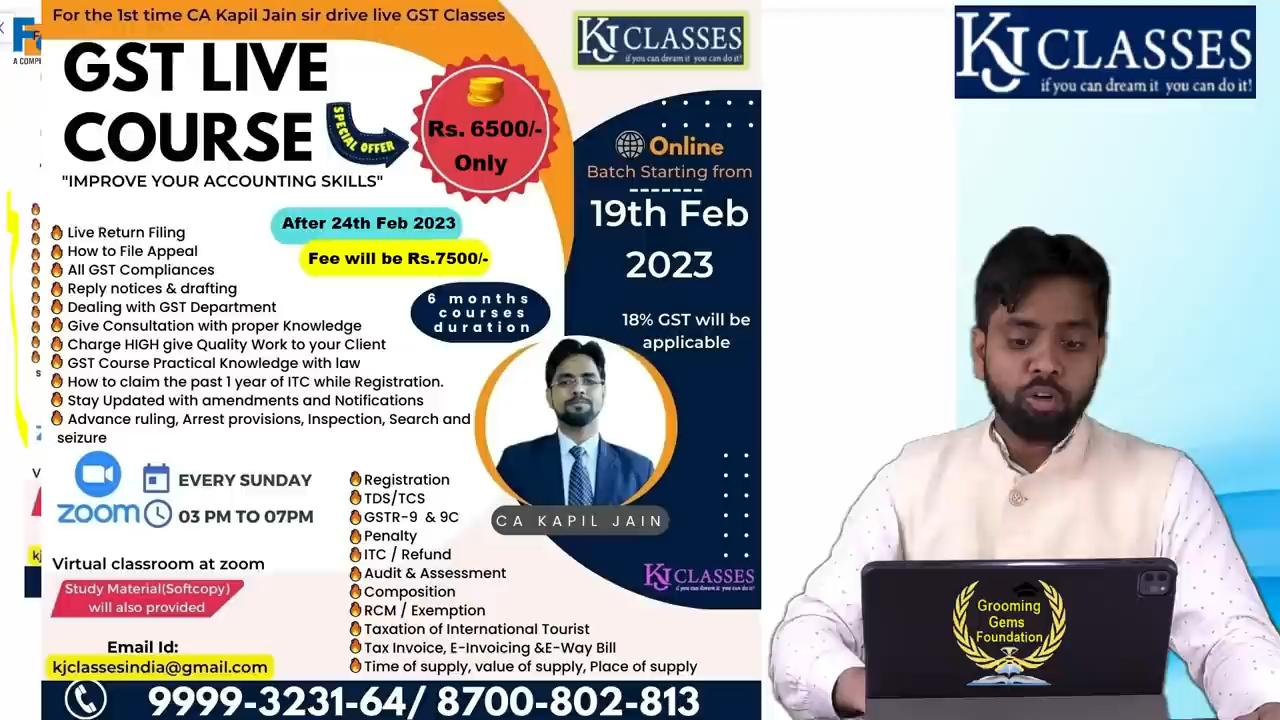 For the 1st time CA Kapil Jain sir drive live GST Classes
GST LIVE
COURSE
"IMPROVE YOUR ACCOUNTING SKILLS"
SPECIAL OFFER
Rs. 6500/-
Only
After 24th Feb 2023
Fee will be Rs.7500/-
6 months
courses
duration
Live Return Filing
How to File Appeal
All GST Compliances
Reply notices & drafting
Dealing with GST Department
Give Consultation with proper Knowledge
Charge HIGH give Quality Work to your Client
GST Course Practical Knowledge with law
How to claim the past 1 year of ITC while Registration.
Stay Updated with amendments and Notifications
Advance ruling, Arrest provisions, Inspection, Search and
seizure
zoom
EVERY SUNDAY
03 PM TO 07PM
Virtual classroom at zoom
Study Material(Softcopy)
will also provided
Email Id:
kjclassesindia@gmail.com
Registration
TDS/TCS
GSTR-9 & 9C
Penalty
ITC / Refund
Audit & Assessment
Composition
RCM / Exemption
Taxation of International Tourist
Tax Invoice, E-Invoicing &E-Way Bill
Time of supply, value of supply, Place of supply
9999-3231-64/ 8700-802-813
KJ CLASSES
if you can dream it you can do it!
Online
Batch Starting from
19th Feb
2023
18% GST will be
applicable
CA KAPIL JAIN
KJ CLASSES
if you can dream it you can do it!
KJ CLASSES
if you can dream it you can do it!
Grooming
Gems
Foundation